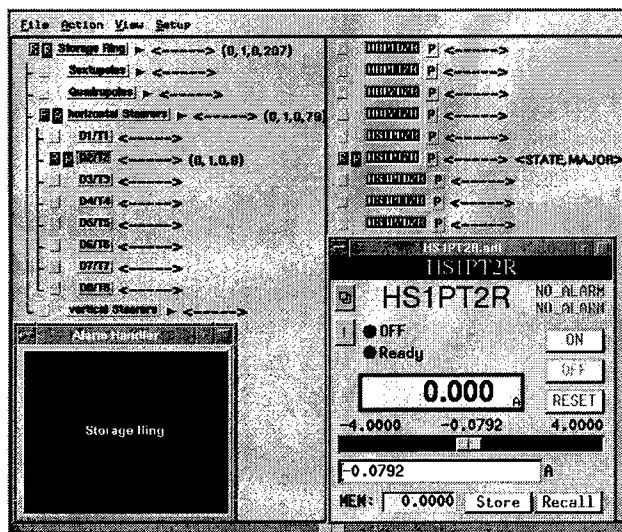 File Action View Setup
Storage Ring ▶ <-----> (0,1,0,207)
Sextupoles ▶ <----->
Quadrupoles ▶ <----->
horizontal Steerers ▶ <-----> (0,1,0,79)
D1/T1 <----->
D2/T2 <-----> (0,1,0,0)
D3/T3 <----->
D4/T4 <----->
D5/T5 <----->
D6/T6 <----->
D7/T7 <----->
D8/T8 <----->
vertical Steerers ▶ <----->
P <----->
P <----->
P <----->
P <----->
P <----->
P <-----> <STATE,MAJOR>
P <----->
P <----->
P <----->
Alarm Handler
Storage Ring
HS1PT2R.adl
HS1PT2R
HS1PT2R
NO_ALARM
NO_ALARM
OFF
Ready
ON
OFF
RESET
0.000 A
-4.0000 -0.0792 4.0000
-0.0792 A
MEM: 0.0000 Store Recall